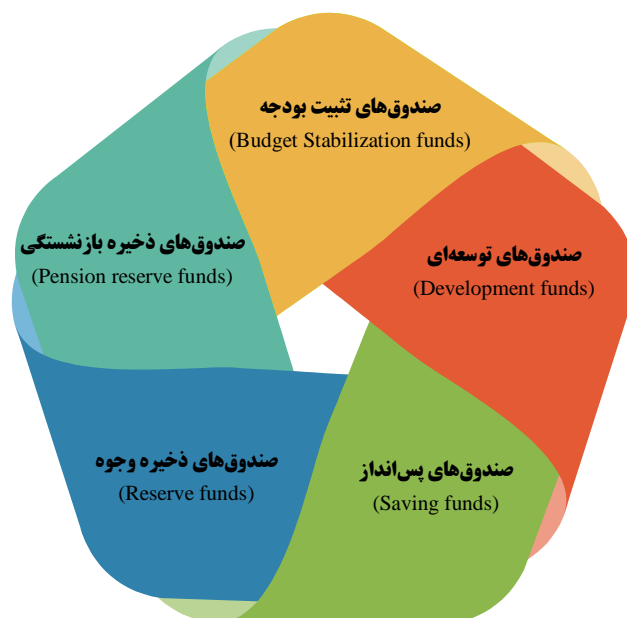 صندوق‌های تثبیت بودجه
(Budget Stabilization funds)
صندوق‌های توسعه‌ای
(Development funds)
صندوق‌های ذخیره بازنشستگی
(Pension reserve funds)
صندوق‌های پس‌انداز
(Saving funds)
صندوق‌های ذخیره وجوه
(Reserve funds)